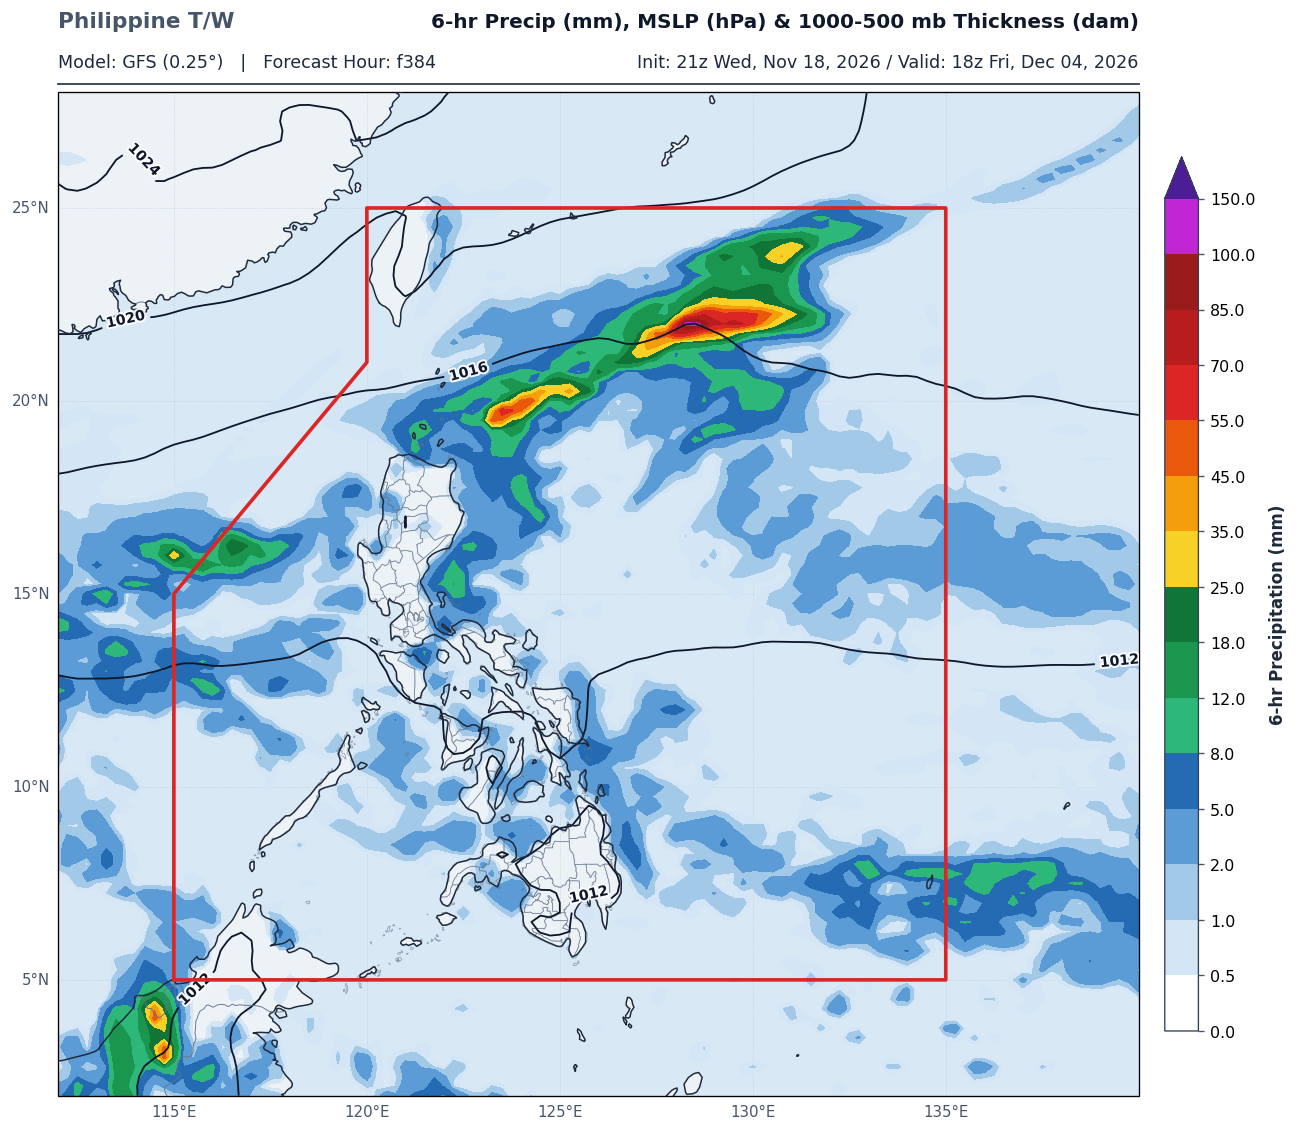 Philippine T/W
6-hr Precip (mm), MSLP (hPa) & 1000-500 mb Thickness (dam)
Model: GFS (0.25°) | Forecast Hour: f384
Init: 21z Wed, Nov 18, 2026 / Valid: 18z Fri, Dec 04, 2026
1024
25°N
1020
1016
20°N
15°N
1012
10°N
1012
5°N
1012
115°E
120°E
125°E
130°E
135°E
150.0
100.0
85.0
70.0
55.0
45.0
35.0
25.0
18.0
12.0
8.0
5.0
2.0
1.0
0.5
0.0
6-hr Precipitation (mm)